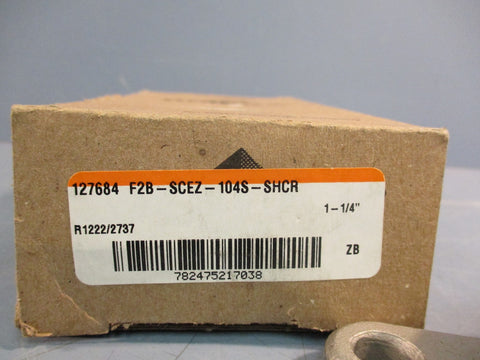 127684 F2B-SCEZ-104S-SHCR
1-1/4"
R1222/2737
ZB
782475217038